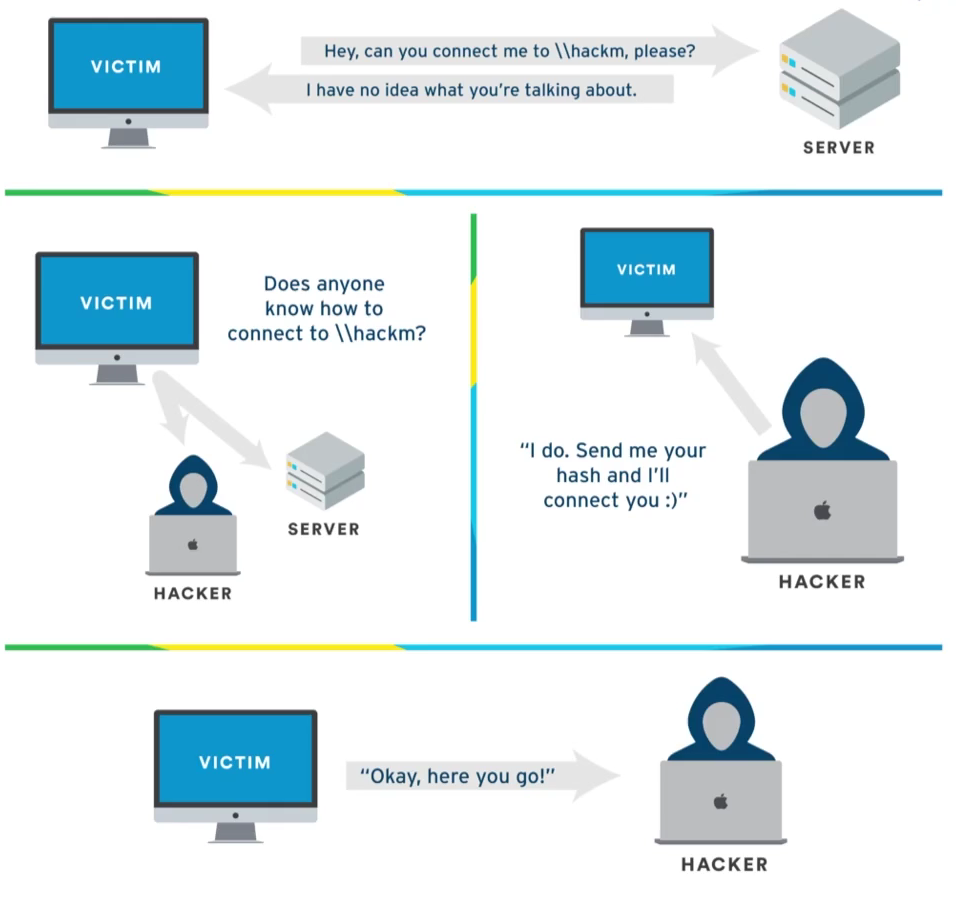 VICTIM
Hey, can you connect me to \\hackm, please?
I have no idea what you're talking about.
SERVER
VICTIM
Does anyone
know how to
connect to \\hackm?
SERVER
HACKER
VICTIM
“I do. Send me your
hash and I'll
connect you :)”
HACKER
VICTIM
“Okay, here you go!”
HACKER